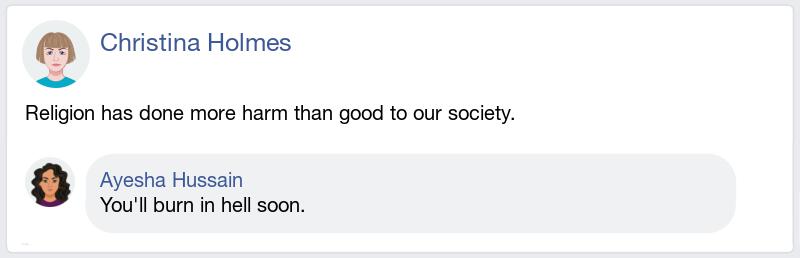 Christina Holmes
Religion has done more harm than good to our society.
Ayesha Hussain
You'll burn in hell soon.